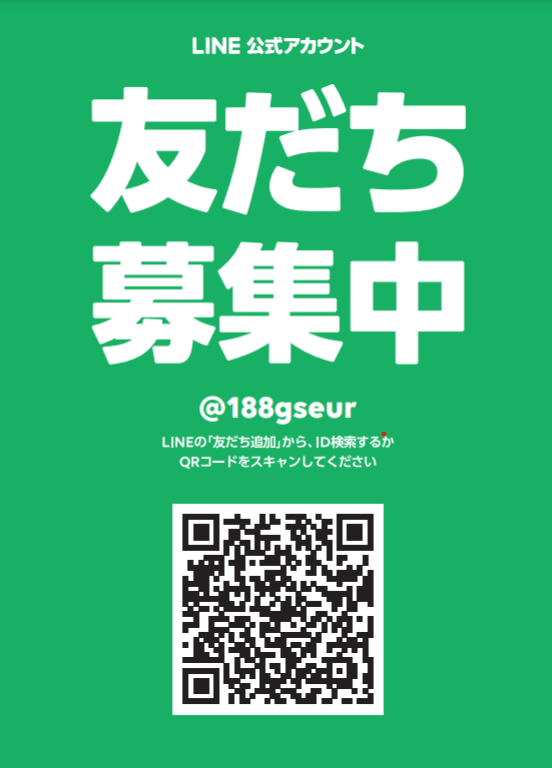 LINE 公式アカウント
友だち
募集中
@188gseur
LINEの「友だち追加」から、ID検索するか
QRコードをスキャンしてください